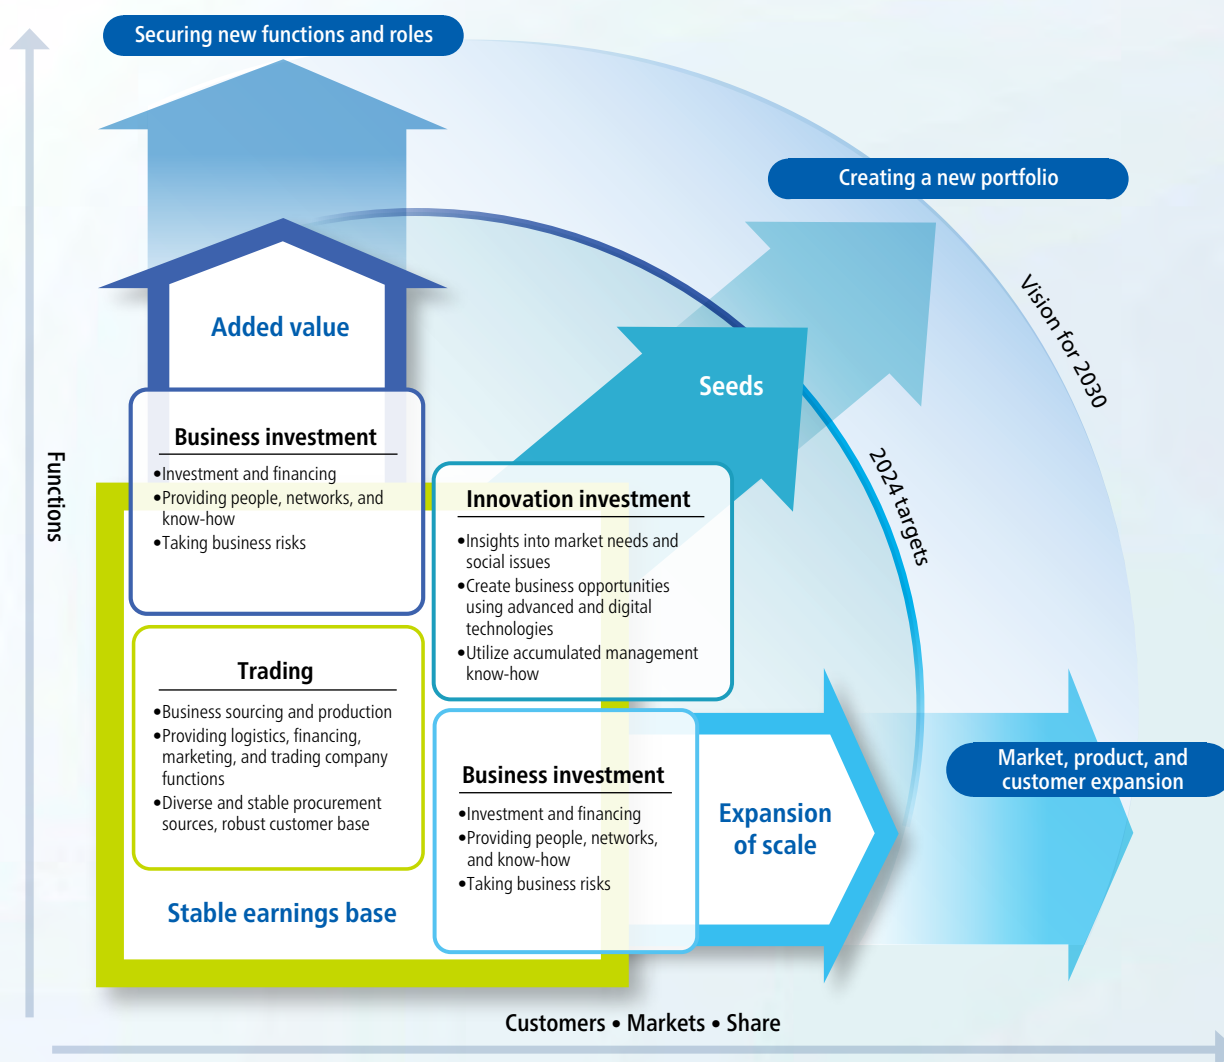 Securing new functions and roles
Creating a new portfolio
Vision for 2030
Added value
Seeds
2024 targets
Functions
Business investment
•Investment and financing
•Providing people, networks, and
know-how
•Taking business risks
Innovation investment
•Insights into market needs and
social issues
•Create business opportunities
using advanced and digital
technologies
•Utilize accumulated management
know-how
Trading
•Business sourcing and production
•Providing logistics, financing,
marketing, and trading company
functions
•Diverse and stable procurement
sources, robust customer base
Business investment
•Investment and financing
•Providing people, networks,
and know-how
•Taking business risks
Expansion
of scale
Market, product, and
customer expansion
Stable earnings base
Customers • Markets • Share